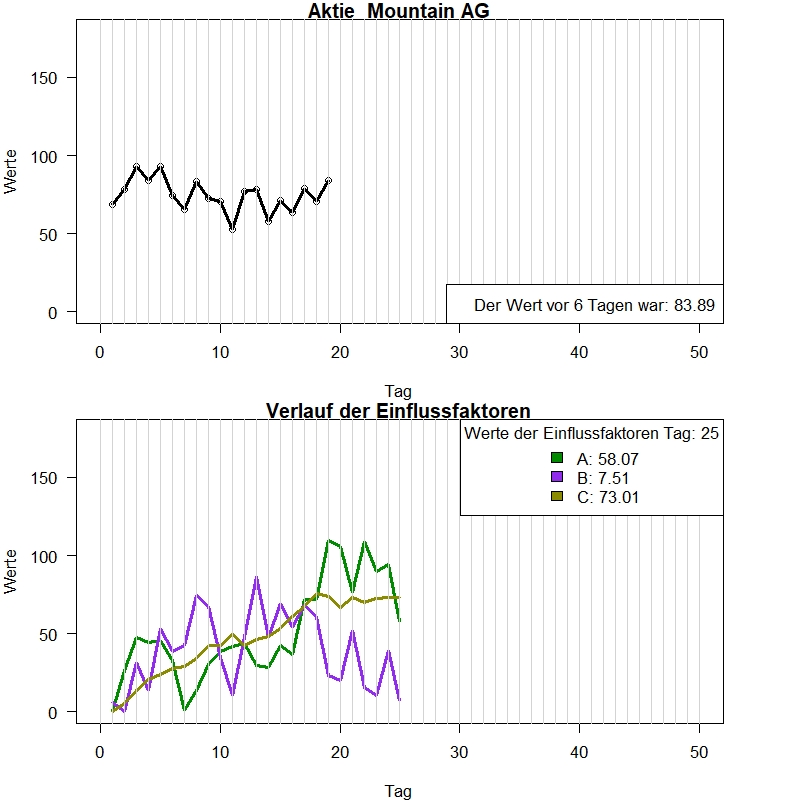 Aktie  Mountain AG
Werte
150
100
50
0
Der Wert vor 6 Tagen war: 83.89
0 10 20 30 40 50
Tag
Verlauf der Einflussfaktoren
Werte
150
100
50
0
Werte der Einflussfaktoren Tag: 25
A: 58.07
B: 7.51
C: 73.01
0 10 20 30 40 50
Tag